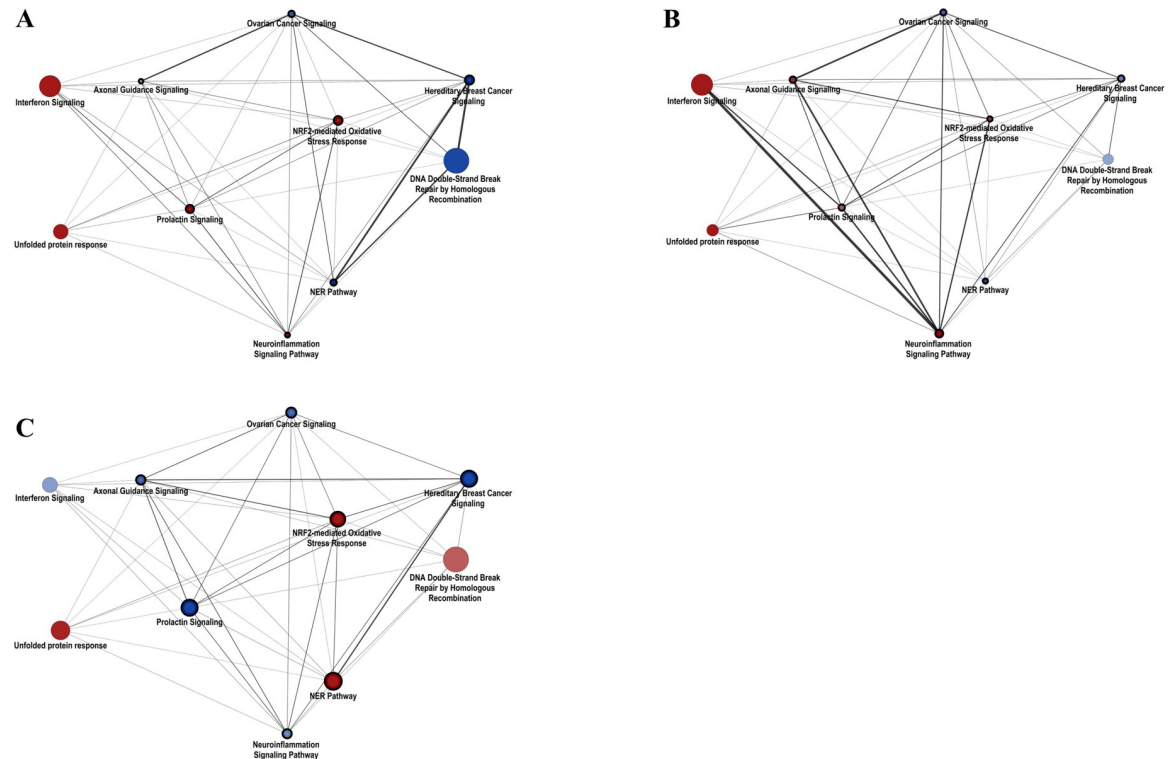 A
Ovarian Cancer Signaling
Interferon Signaling
Axonal Guidance Signaling
Hereditary Breast Cancer
Signaling
NRF2-mediated Oxidative
Stress Response
DNA Double-Strand Break
Repair by Homologous
Recombination
Prolactin Signaling
Unfolded protein response
NER Pathway
Neuroinflammation
Signaling Pathway
B
Ovarian Cancer Signaling
Interferon Signaling
Axonal Guidance Signaling
Hereditary Breast Cancer
Signaling
NRF2-mediated Oxidative
Stress Response
DNA Double-Strand Break
Repair by Homologous
Recombination
Prolactin Signaling
Unfolded protein response
NER Pathway
Neuroinflammation
Signaling Pathway
C
Ovarian Cancer Signaling
Interferon Signaling
Axonal Guidance Signaling
Hereditary Breast Cancer
Signaling
NRF2-mediated Oxidative
Stress Response
DNA Double-Strand Break
Repair by Homologous
Recombination
Prolactin Signaling
Unfolded protein response
NER Pathway
Neuroinflammation
Signaling Pathway